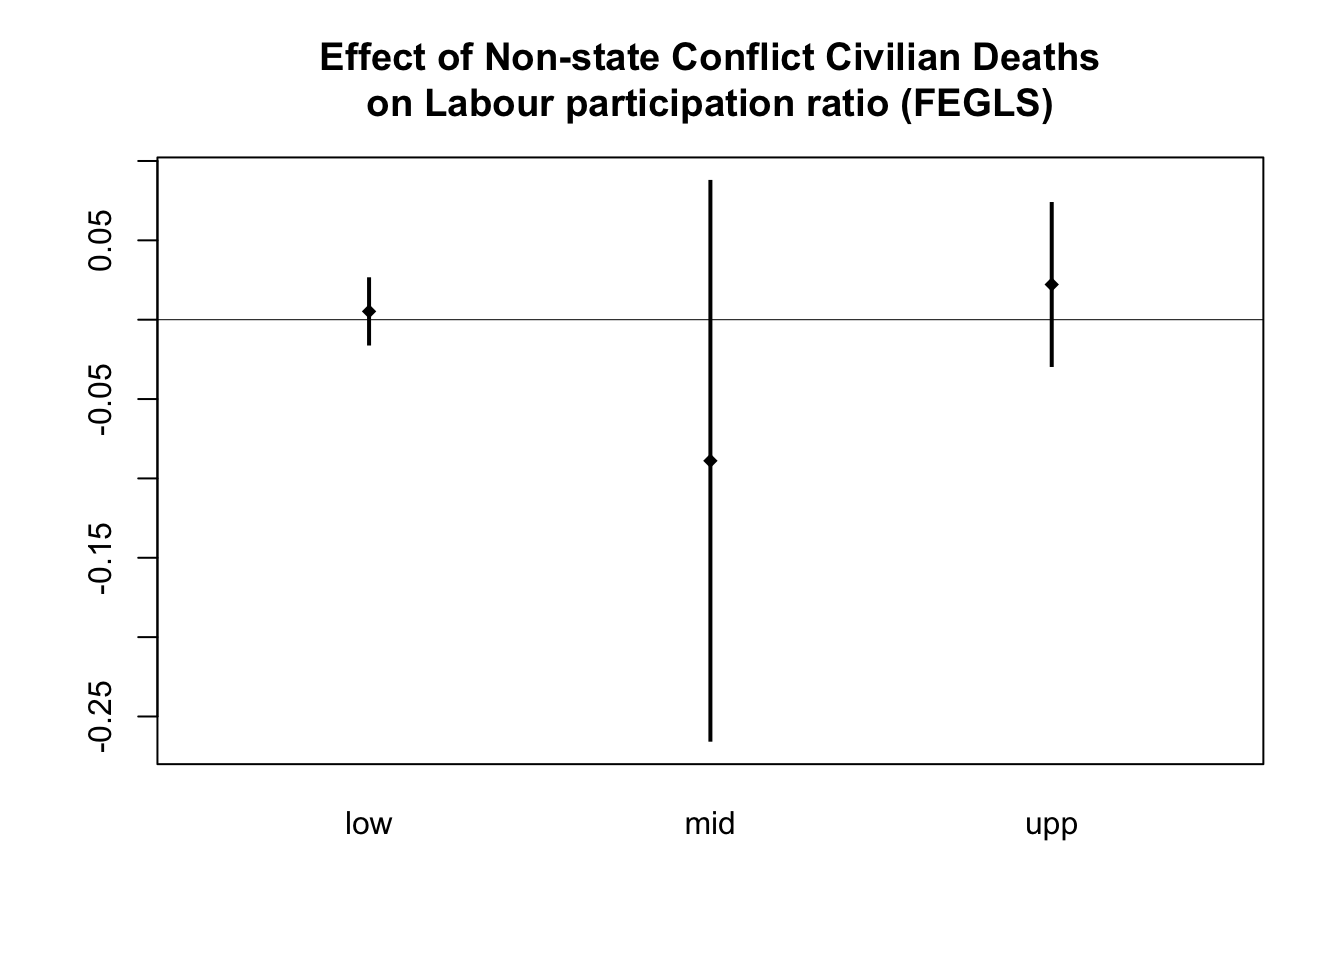 Effect of Non-state Conflict Civilian Deaths
on Labour participation ratio (FEGLS)
0.05
-0.05
-0.15
-0.25
low mid upp